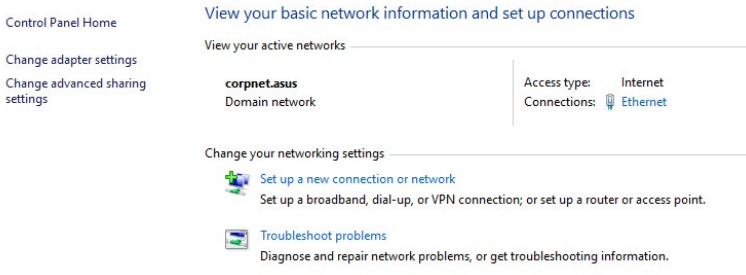 Control Panel Home
Change adapter settings
Change advanced sharing
settings
View your basic network information and set up connections
View your active networks
corpnet.asus
Domain network
Access type: Internet
Connections: Ethernet
Change your networking settings
Set up a new connection or network
Set up a broadband, dial-up, or VPN connection; or set up a router or access point.
Troubleshoot problems
Diagnose and repair network problems, or get troubleshooting information.